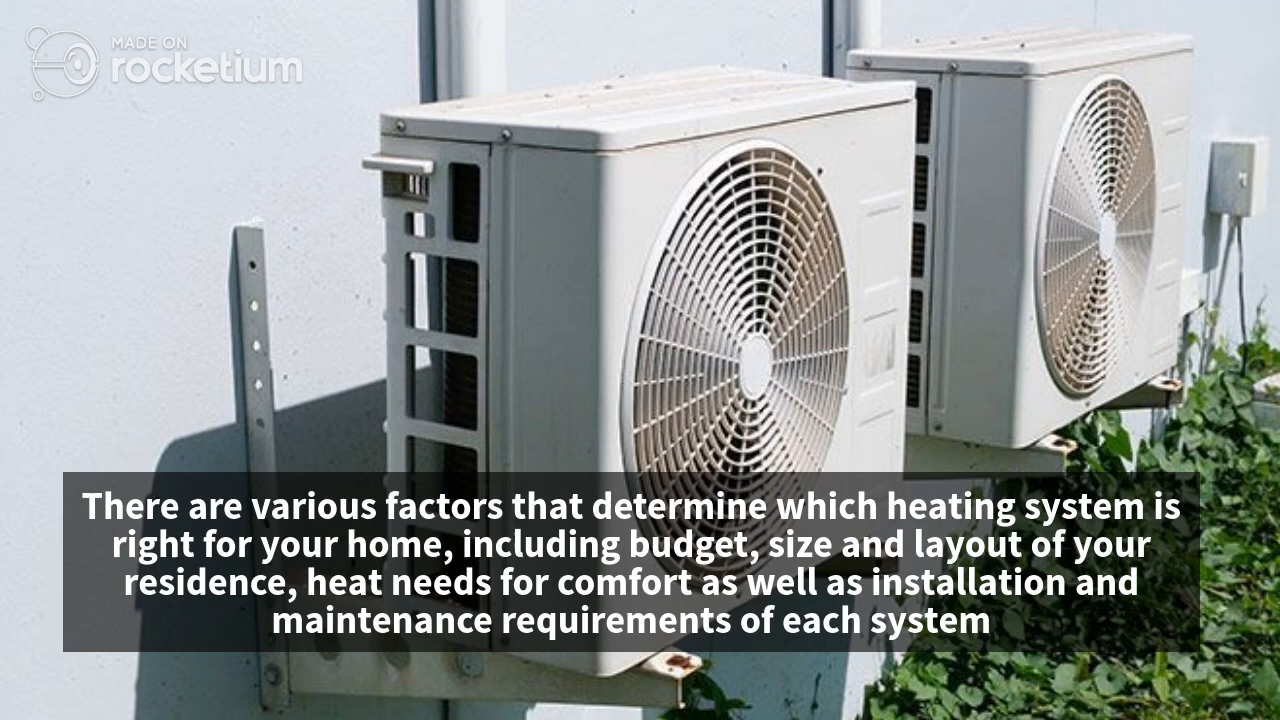 MADE ON
rocketium
There are various factors that determine which heating system is
right for your home, including budget, size and layout of your
residence, heat needs for comfort as well as installation and
maintenance requirements of each system